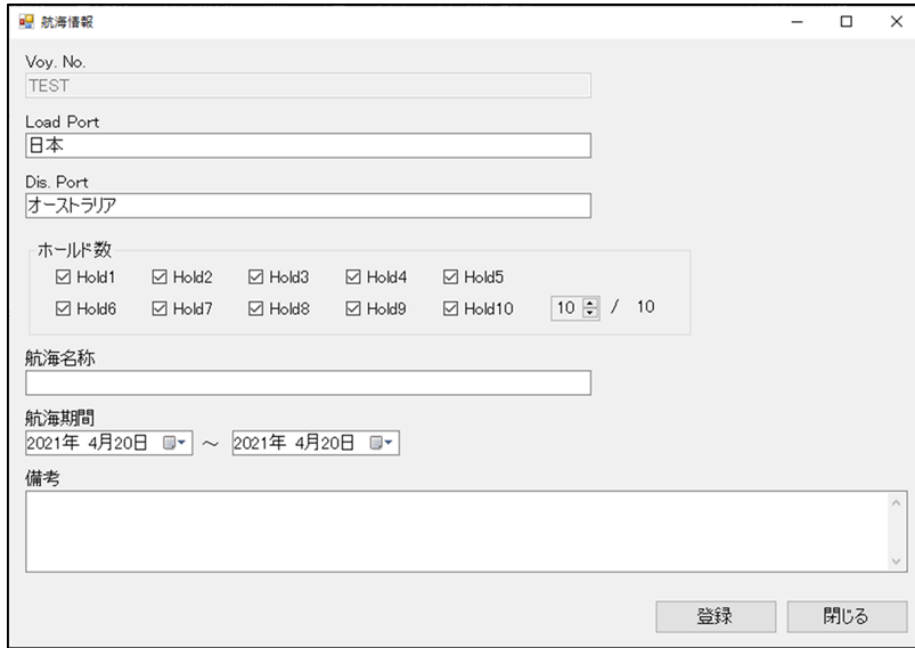 航海情報
Voy. No.
TEST
Load Port
日本
Dis. Port
オーストラリア
ホールド数
Hold1 Hold2 Hold3 Hold4 Hold5
Hold6 Hold7 Hold8 Hold9 Hold10 10 / 10
航海名称
航海期間
2021年 4月20日 ～ 2021年 4月20日
備考
登録 閉じる